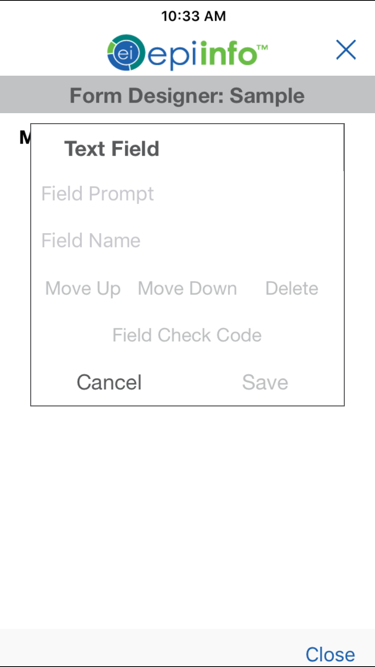 10:33 AM
ei epiinfo™
Form Designer: Sample
M
Text Field
Field Prompt
Field Name
Move Up Move Down Delete
Field Check Code
Cancel Save
Close